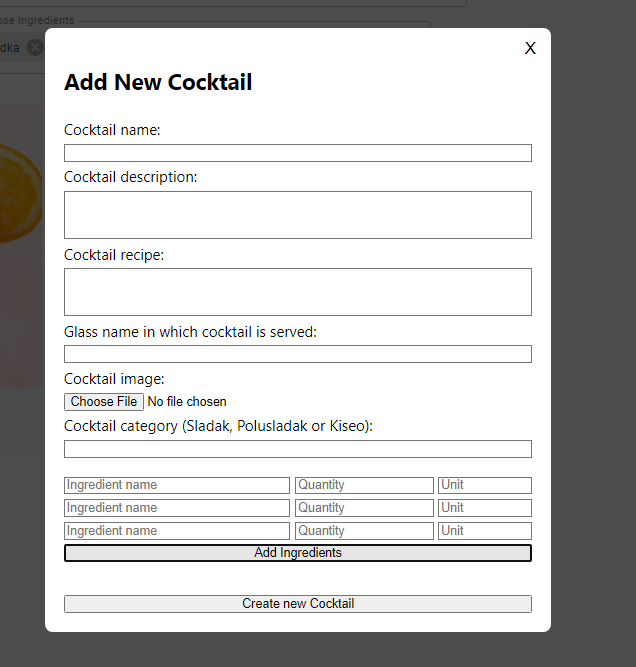 ose Ingredients
dka
X
Add New Cocktail
Cocktail name:
Cocktail description:
Cocktail recipe:
Glass name in which cocktail is served:
Cocktail image:
Choose File No file chosen
Cocktail category (Sladak, Polusladak or Kiseo):
Ingredient name Quantity Unit
Ingredient name Quantity Unit
Ingredient name Quantity Unit
Add Ingredients
Create new Cocktail